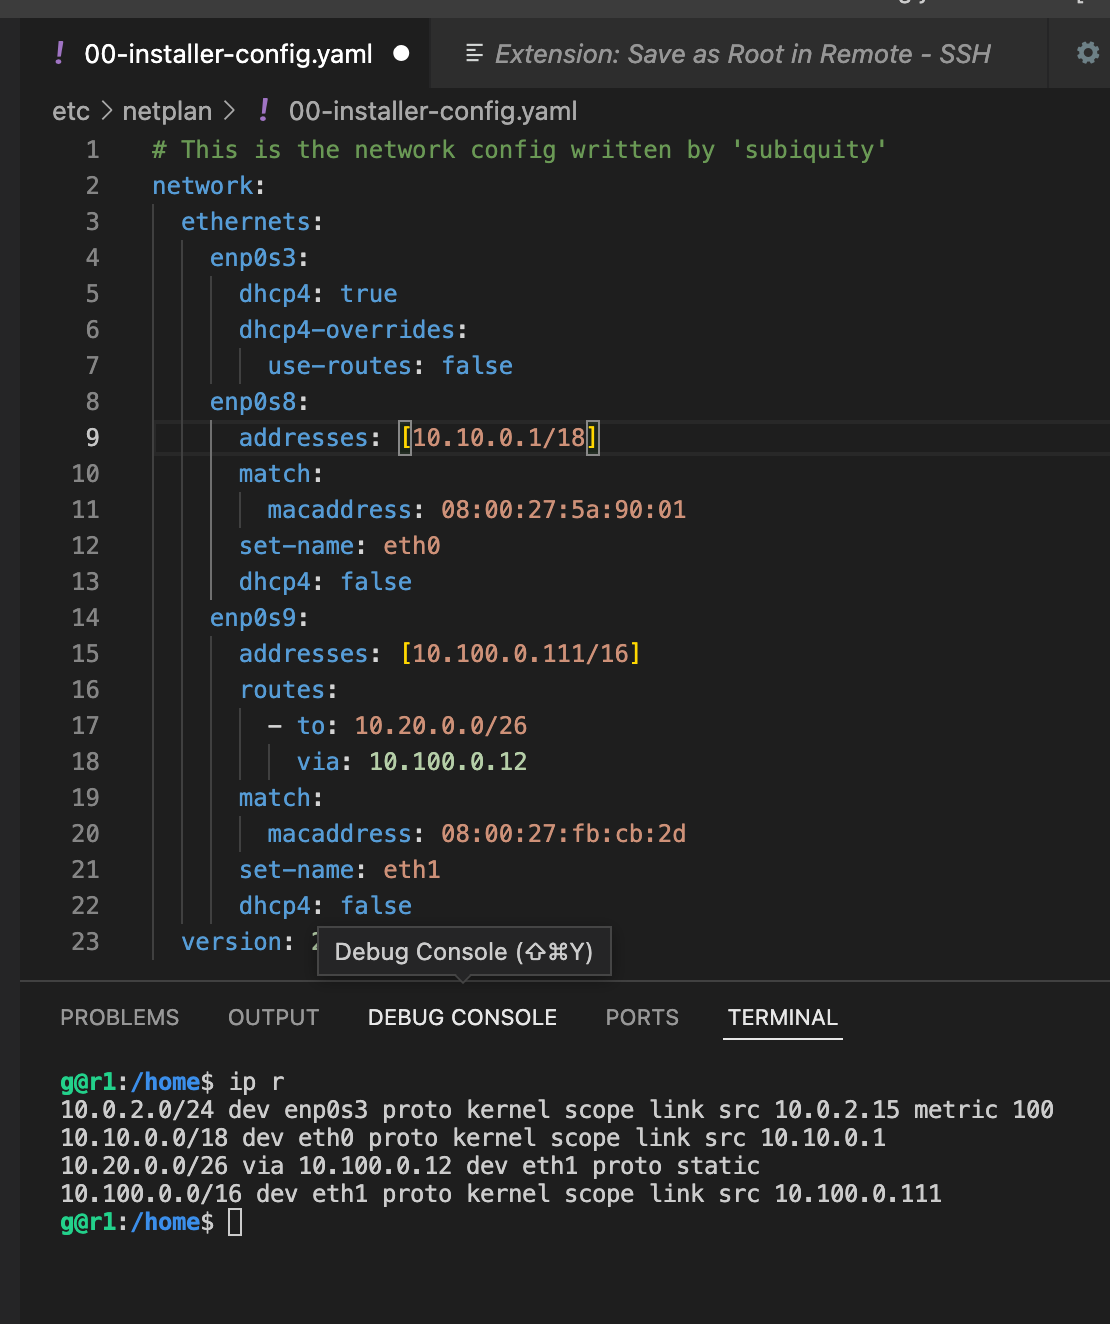 00-installer-config.yaml
Extension: Save as Root in Remote - SSH
etc > netplan > ! 00-installer-config.yaml
1 # This is the network config written by 'subiquity'
2 network:
3 ethernets:
4 enp0s3:
5 dhcp4: true
6 dhcp4-overrides:
7 use-routes: false
8 enp0s8:
9 addresses: [10.10.0.1/18]
10 match:
11 macaddress: 08:00:27:5a:90:01
12 set-name: eth0
13 dhcp4: false
14 enp0s9:
15 addresses: [10.100.0.111/16]
16 routes:
17 - to: 10.20.0.0/26
18 via: 10.100.0.12
19 match:
20 macaddress: 08:00:27:fb:cb:2d
21 set-name: eth1
22 dhcp4: false
23 version:
Debug Console (⇧⌘Y)
PROBLEMS OUTPUT DEBUG CONSOLE PORTS TERMINAL
g@r1:/home$ ip r
10.0.2.0/24 dev enp0s3 proto kernel scope link src 10.0.2.15 metric 100
10.10.0.0/18 dev eth0 proto kernel scope link src 10.10.0.1
10.20.0.0/26 via 10.100.0.12 dev eth1 proto static
10.100.0.0/16 dev eth1 proto kernel scope link src 10.100.0.111
g@r1:/home$